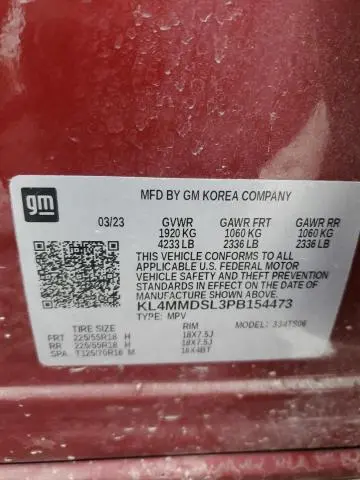 gm
MFD BY GM KOREA COMPANY
03/23 GVWR GAWR FRT GAWR RR
1920 KG 1060 KG 1060 KG
4233 LB 2336 LB 2336 LB
THIS VEHICLE CONFORMS TO ALL
APPLICABLE U.S. FEDERAL MOTOR
VEHICLE SAFETY AND THEFT PREVENTION
STANDARDS IN EFFECT ON THE DATE OF
MANUFACTURE SHOWN ABOVE.
KL4MMDSL3PB154473
TYPE: MPV MODEL: 334TS06
TIRE SIZE RIM
FRT 225/55R18 H 18X7.5J
RR 225/55R18 H 18X7.5J
SPA T125/70R16 M 16X4BT